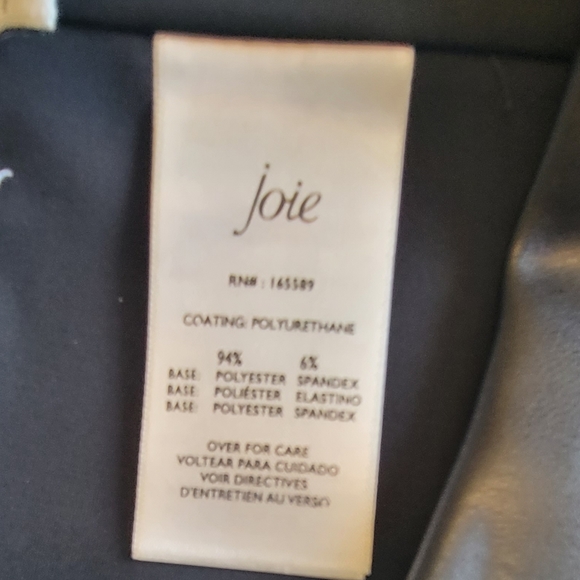 joie
RN# : 165589
COATING: POLYURETHANE
94% 6%
BASE: POLYESTER SPANDEX
BASE: POLIÉSTER ELASTINO
BASE: POLYESTER SPANDEX
OVER FOR CARE
VOLTEAR PARA CUIDADO
VOIR DIRECTIVES
D'ENTRETIEN AU VERSO